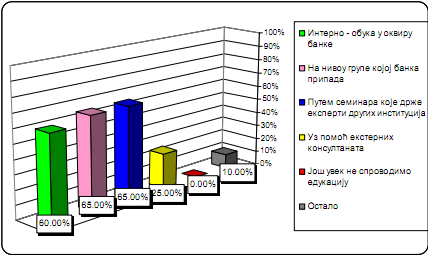 100%
90%
80%
70%
60%
50%
40%
30%
20%
10%
0%
60.00%
65.00%
65.00%
25.00%
0.00%
10.00%
Интерно - обука у оквиру
банке
На нивоу групе којој банка
припада
Путем семинара које држе
експерти других институција
Уз помоћ екстерних
консултаната
Још увек не спроводимо
едукацију
Остало